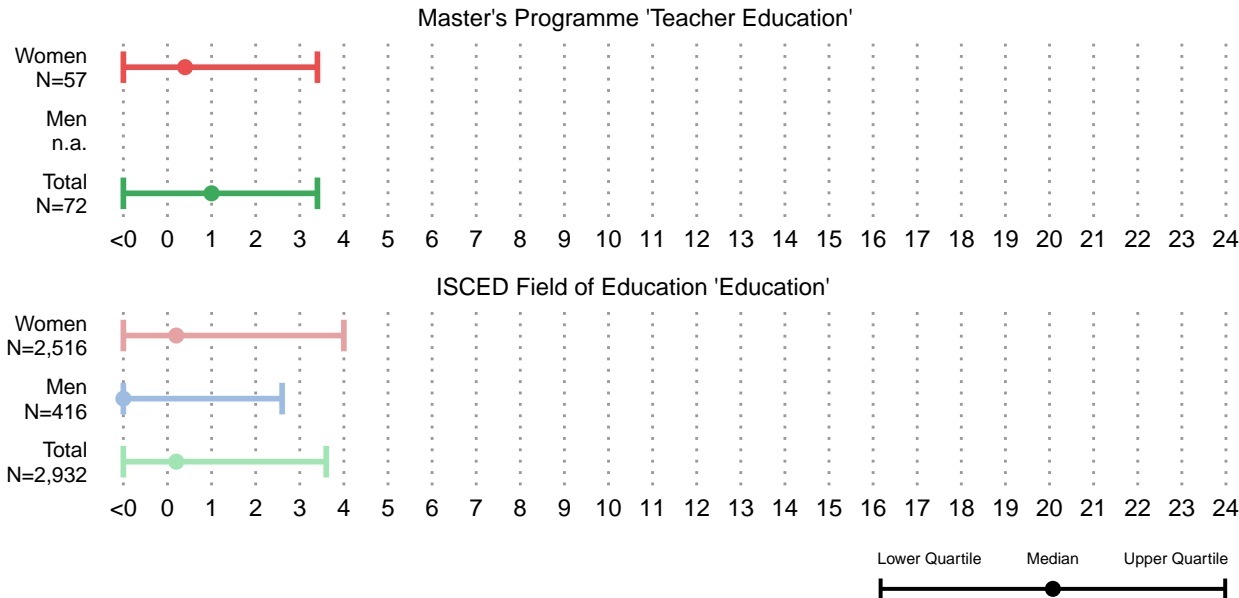 Master's Programme 'Teacher Education'
Women
N=57
Men
n.a.
Total
N=72
<0 0 1 2 3 4 5 6 7 8 9 10 11 12 13 14 15 16 17 18 19 20 21 22 23 24
ISCED Field of Education 'Education'
Women
N=2,516
Men
N=416
Total
N=2,932
<0 0 1 2 3 4 5 6 7 8 9 10 11 12 13 14 15 16 17 18 19 20 21 22 23 24
Lower Quartile Median Upper Quartile